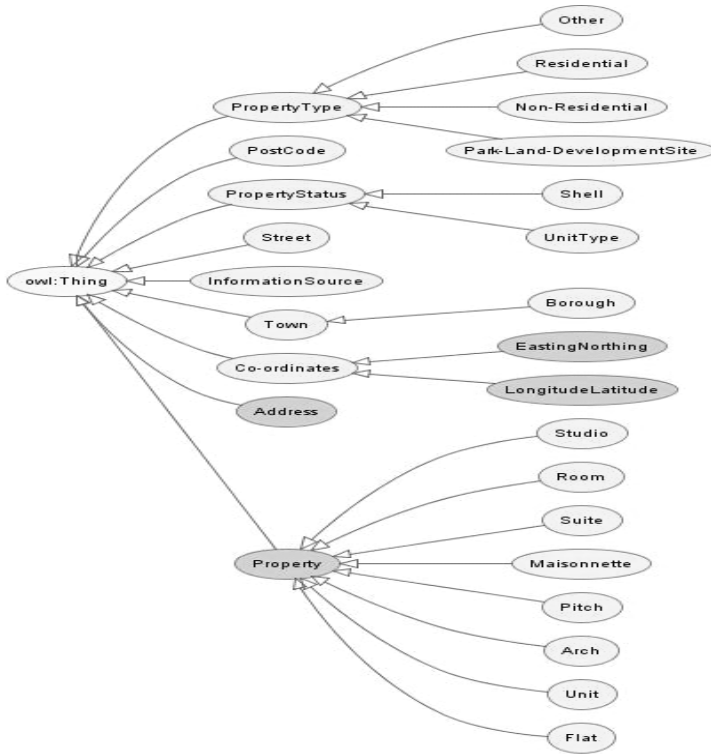 Other
Residential
PropertyType
Non-Residential
PostCode
Park-Land-DevelopmentSite
PropertyStatus
Shell
Street
UnitType
owl:Thing
InformationSource
Town
Borough
Co-ordinates
EastingNorthing
LongitudeLatitude
Address
Studio
Room
Suite
Property
Maisonnette
Pitch
Arch
Unit
Flat